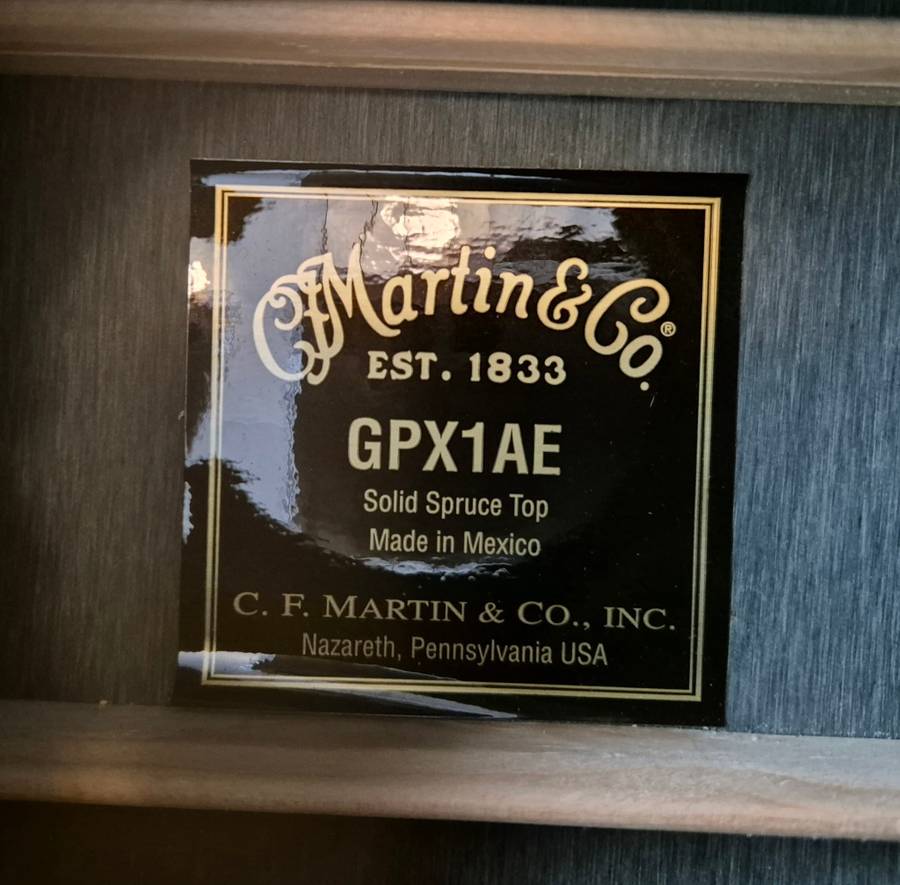 CFMartin & Co.®
EST. 1833
GPX1AE
Solid Spruce Top
Made in Mexico
C. F. MARTIN & CO., INC.
Nazareth, Pennsylvania USA